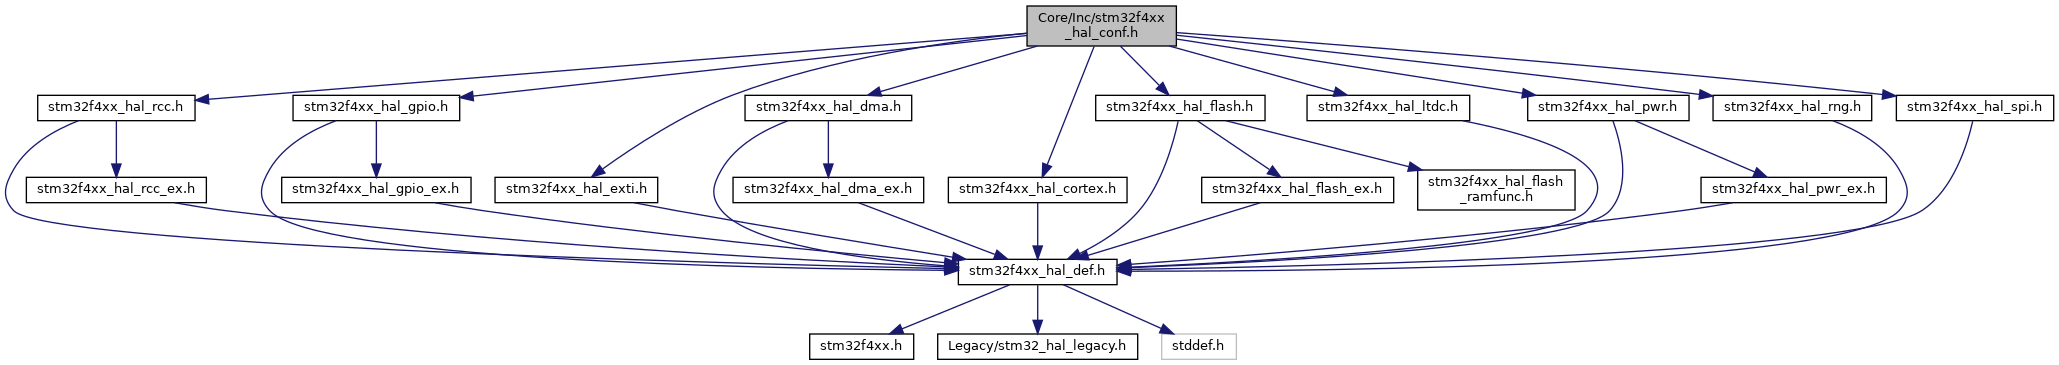 Core/Inc/stm32f4xx
_hal_conf.h
stm32f4xx_hal_rcc.h
stm32f4xx_hal_gpio.h
stm32f4xx_hal_dma.h
stm32f4xx_hal_flash.h
stm32f4xx_hal_ltdc.h
stm32f4xx_hal_pwr.h
stm32f4xx_hal_rng.h
stm32f4xx_hal_spi.h
stm32f4xx_hal_rcc_ex.h
stm32f4xx_hal_gpio_ex.h
stm32f4xx_hal_exti.h
stm32f4xx_hal_dma_ex.h
stm32f4xx_hal_cortex.h
stm32f4xx_hal_flash_ex.h
stm32f4xx_hal_flash
_ramfunc.h
stm32f4xx_hal_pwr_ex.h
stm32f4xx_hal_def.h
stm32f4xx.h
Legacy/stm32_hal_legacy.h
stddef.h